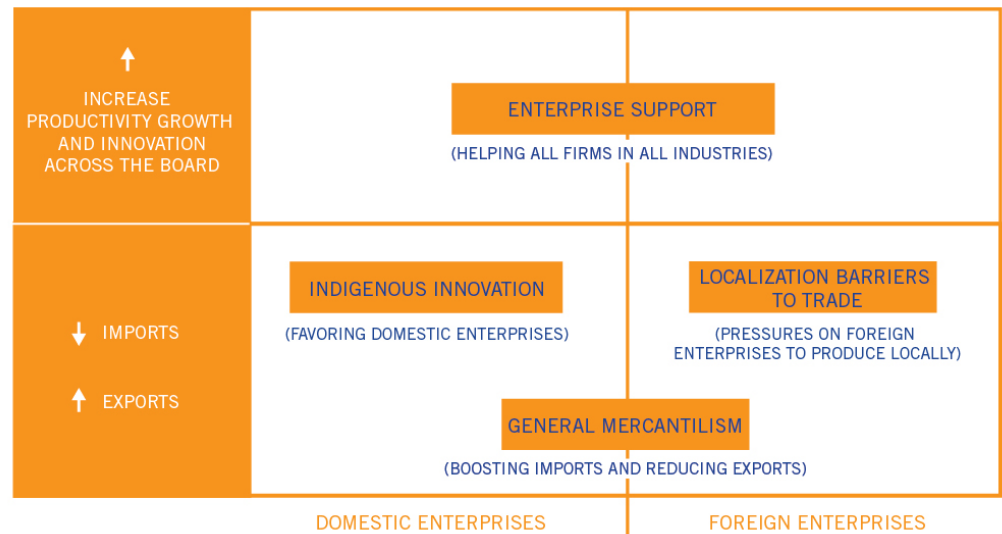 INCREASE
PRODUCTIVITY GROWTH
AND INNOVATION
ACROSS THE BOARD
ENTERPRISE SUPPORT
(HELPING ALL FIRMS IN ALL INDUSTRIES)
IMPORTS
EXPORTS
INDIGENOUS INNOVATION
(FAVORING DOMESTIC ENTERPRISES)
LOCALIZATION BARRIERS
TO TRADE
(PRESSURES ON FOREIGN
ENTERPRISES TO PRODUCE LOCALLY)
GENERAL MERCANTILISM
(BOOSTING IMPORTS AND REDUCING EXPORTS)
DOMESTIC ENTERPRISES
FOREIGN ENTERPRISES